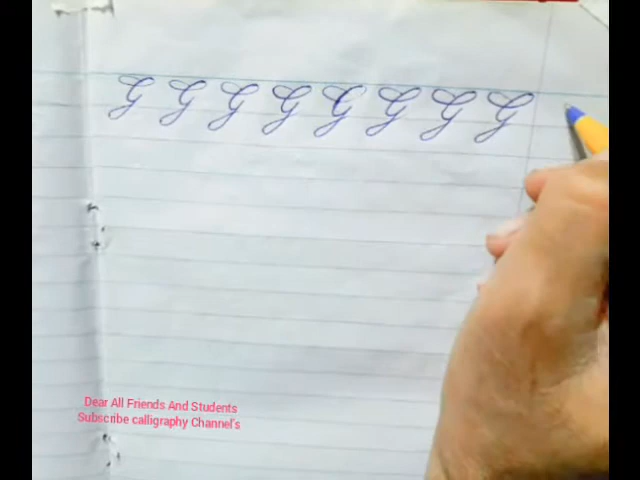 G G G G G G G G
Dear All Friends And Students
Subscribe calligraphy Channel's